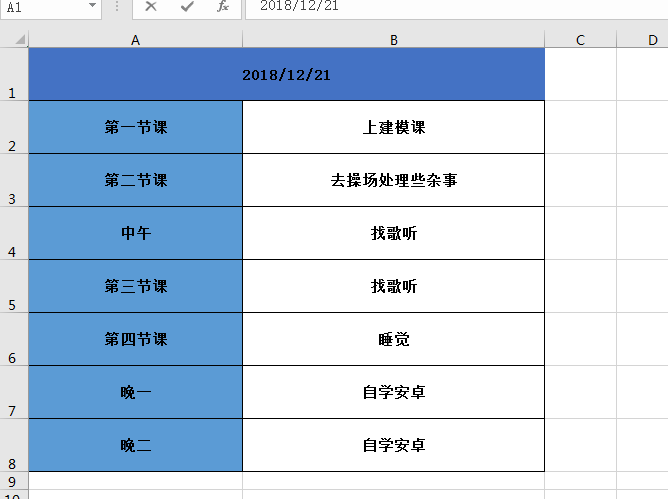 A1 2018/12/21
A B C D
1 2018/12/21
2 第一节课 上建模课
3 第二节课 去操场处理些杂事
4 中午 找歌听
5 第三节课 找歌听
6 第四节课 睡觉
7 晚一 自学安卓
8 晚二 自学安卓
9
10